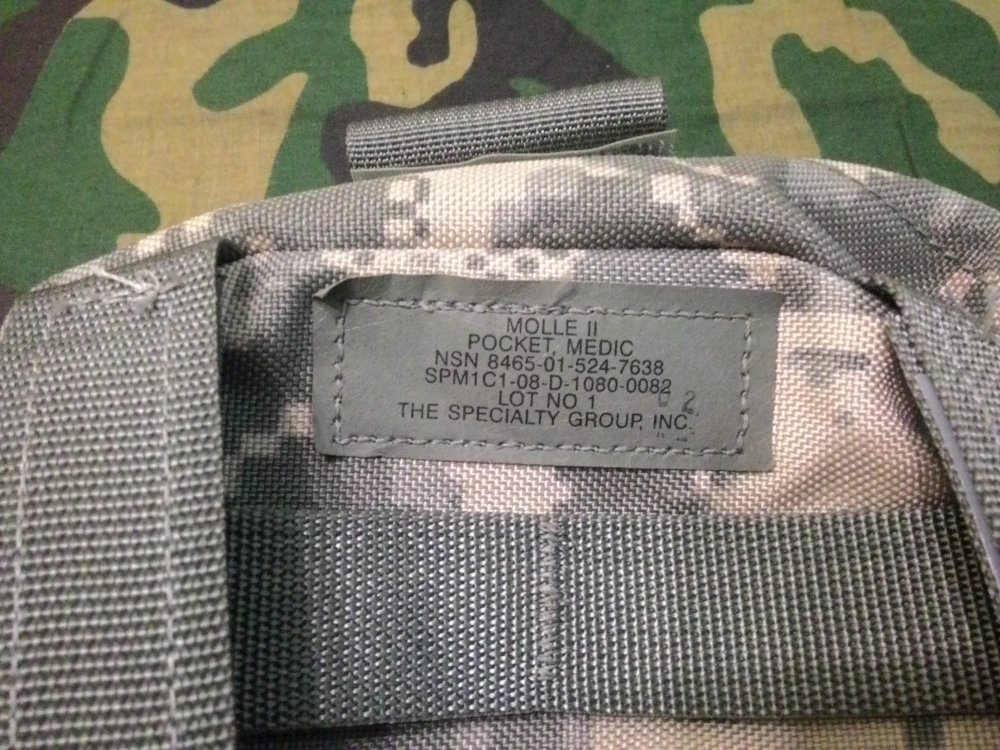 MOLLE II
POCKET, MEDIC
NSN 8465-01-524-7638
SPM1C1-08-D-1080-0082
LOT NO 1
THE SPECIALTY GROUP, INC.